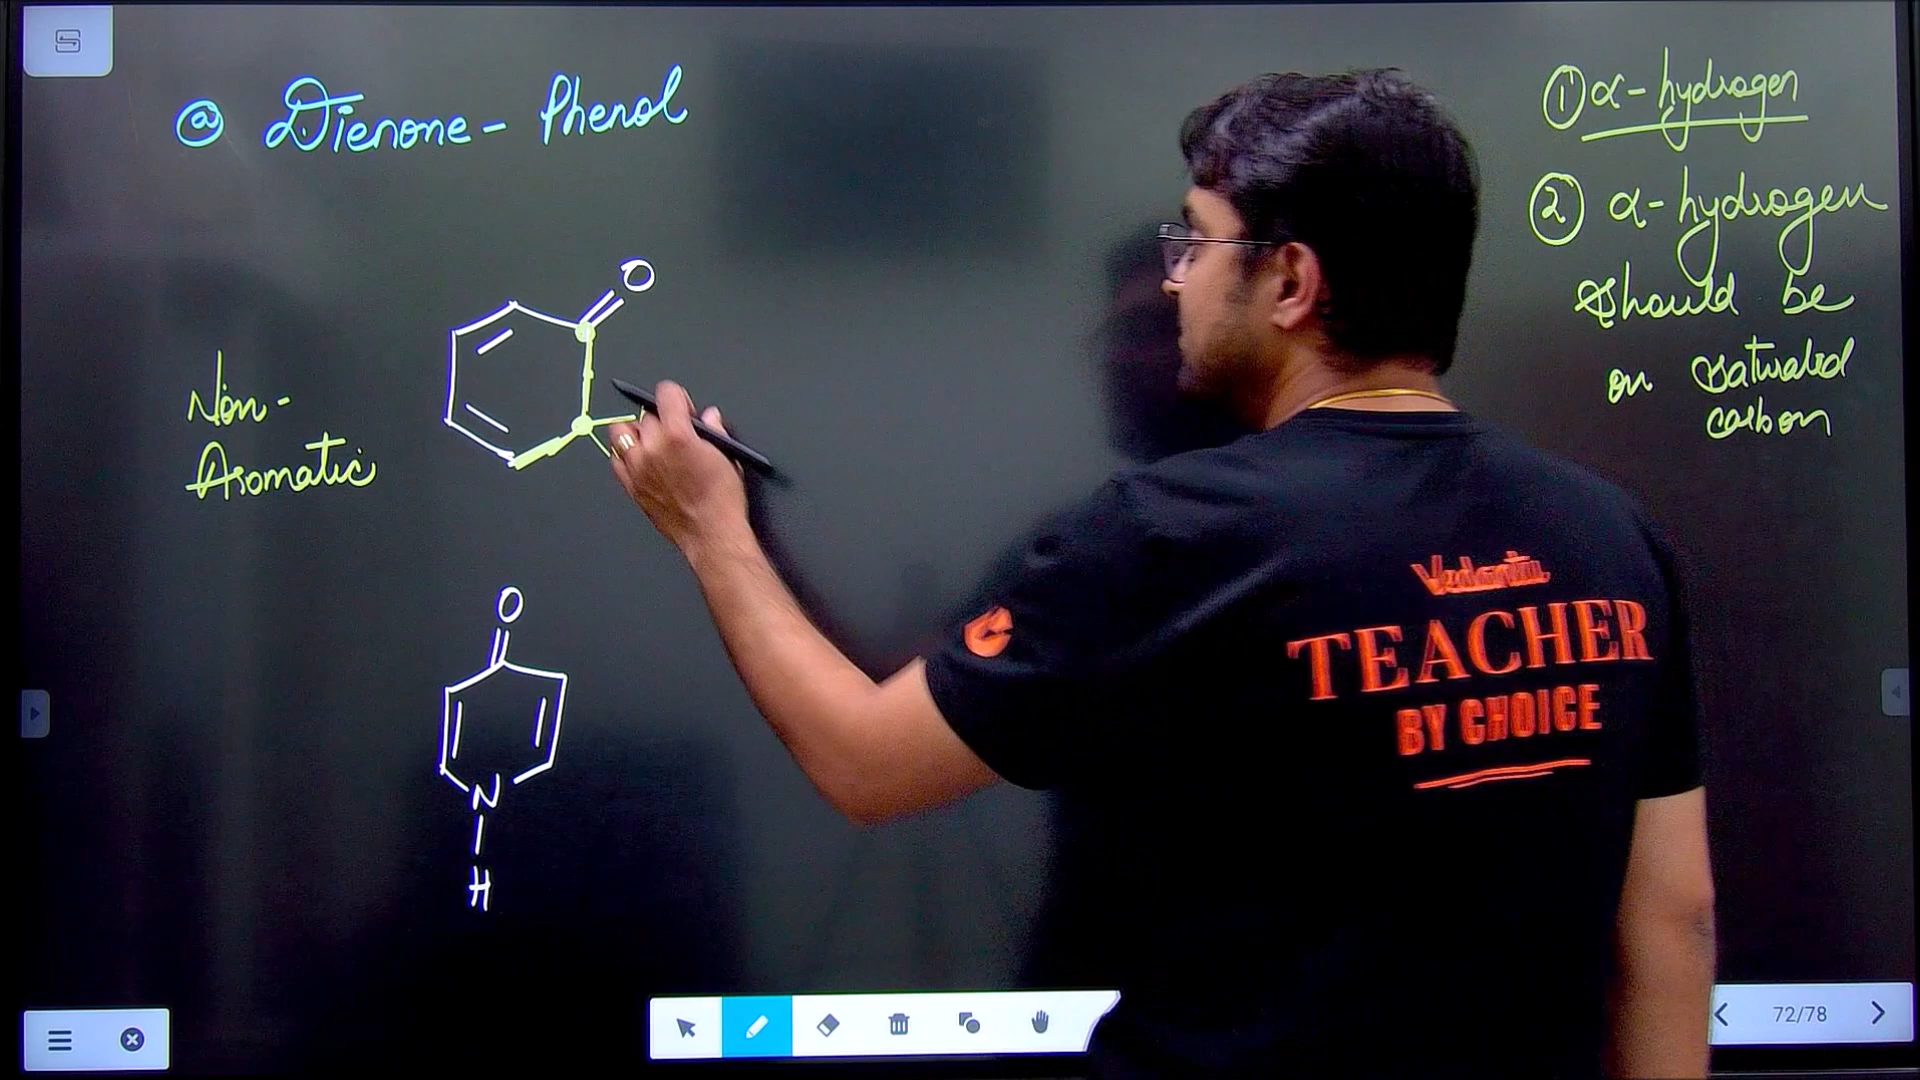 ⓐ Dienone - Phenol
① α - hydrogen
② α - hydrogen
should be
on saturated
carbon
O
Non -
Aromatic
O
N
H
Vedantu
TEACHER
BY CHOICE
72/78